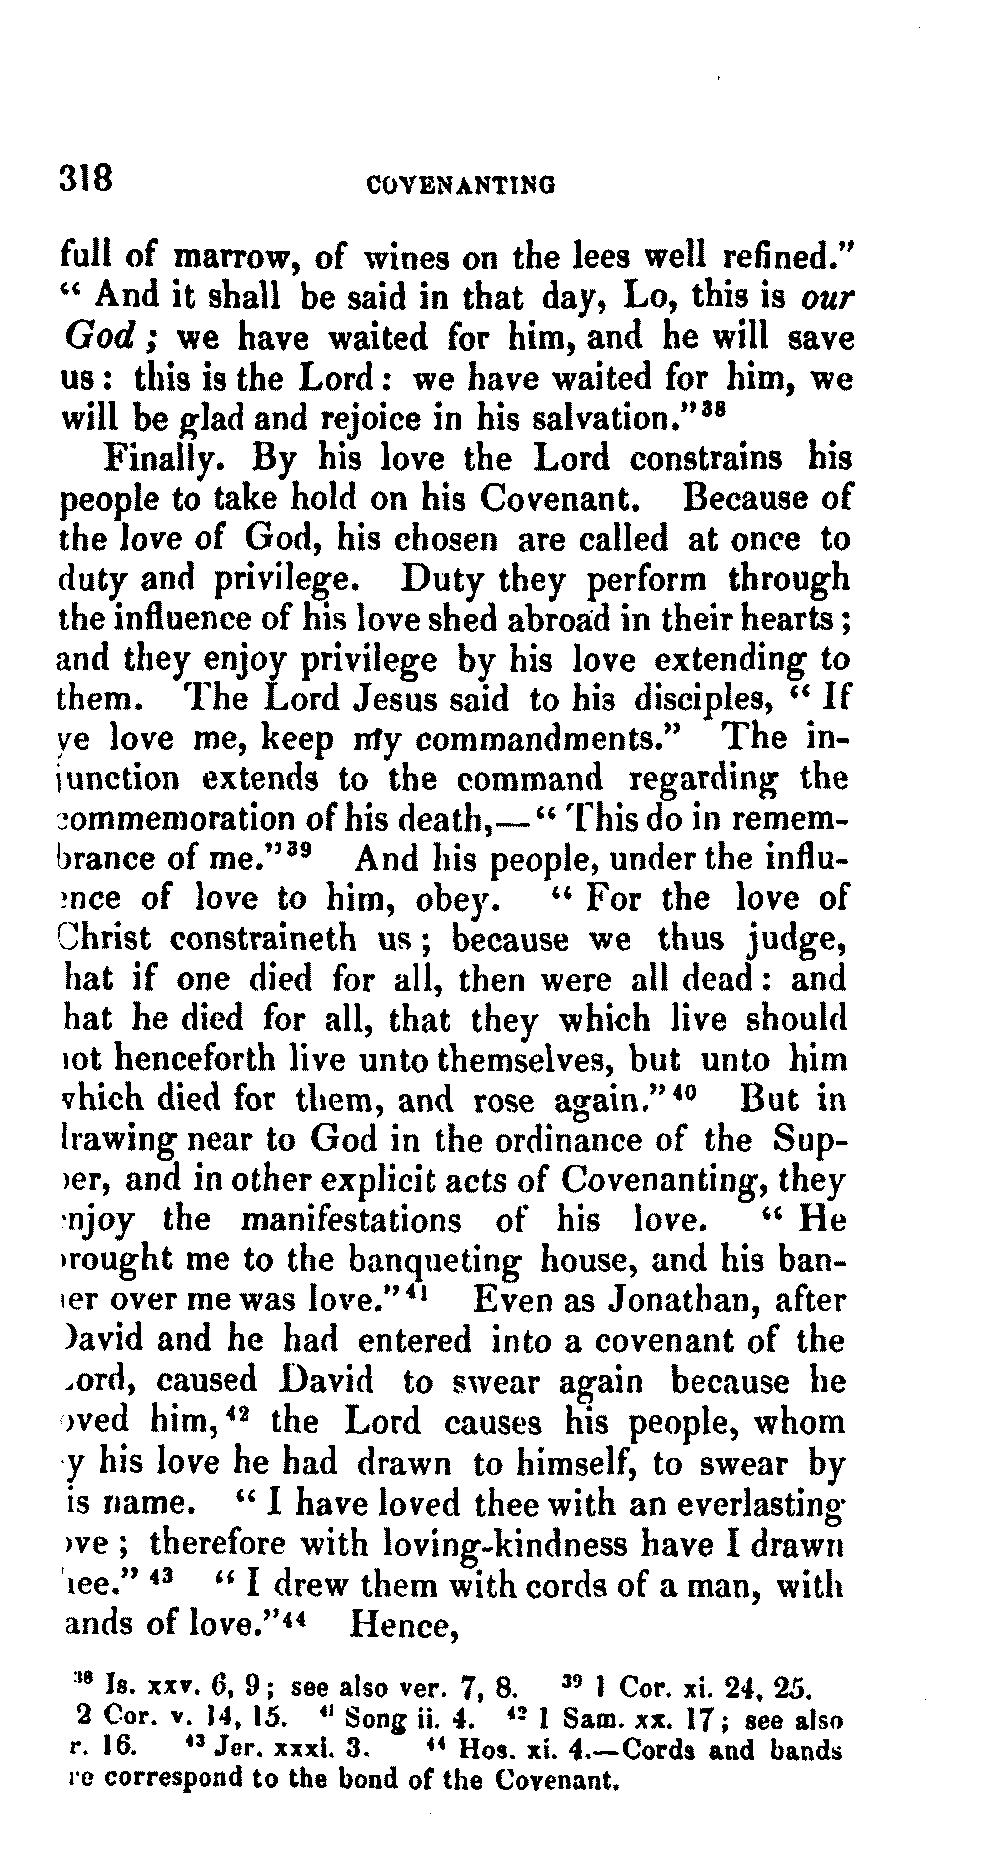 318 COVENANTING
full of marrow, of wines on the lees well refined."
" And it shall be said in that day, Lo, this is our
God ; we have waited for him, and he will save
us : this is the Lord : we have waited for him, we
will be glad and rejoice in his salvation."38
Finally. By his love the Lord constrains his
people to take hold on his Covenant. Because of
the love of God, his chosen are called at once to
duty and privilege. Duty they perform through
the influence of his love shed abroad in their hearts ;
and they enjoy privilege by his love extending to
them. The Lord Jesus said to his disciples, " If
ye love me, keep my commandments." The in-
junction extends to the command regarding the
commemoration of his death,—" This do in remem-
brance of me."39 And his people, under the influ-
ence of love to him, obey. " For the love of
Christ constraineth us ; because we thus judge,
hat if one died for all, then were all dead : and
hat he died for all, that they which live should
not henceforth live unto themselves, but unto him
which died for them, and rose again."40 But in
drawing near to God in the ordinance of the Sup-
per, and in other explicit acts of Covenanting, they
enjoy the manifestations of his love. " He
brought me to the banqueting house, and his ban-
ner over me was love."41 Even as Jonathan, after
David and he had entered into a covenant of the
Lord, caused David to swear again because he
oved him,42 the Lord causes his people, whom
y his love he had drawn to himself, to swear by
is name. " I have loved thee with an everlasting
ove ; therefore with loving-kindness have I drawn
hee." 43 " I drew them with cords of a man, with
ands of love."44 Hence,
38 Is. xxv. 6, 9 ; see also ver. 7, 8. 39 1 Cor. xi. 24, 25.
2 Cor. v. 14, 15. 41 Song ii. 4. 42 1 Sam. xx. 17 ; see also
r. 16. 43 Jer. xxxi. 3. 44 Hos. xi. 4.—Cords and bands
re correspond to the bond of the Covenant.